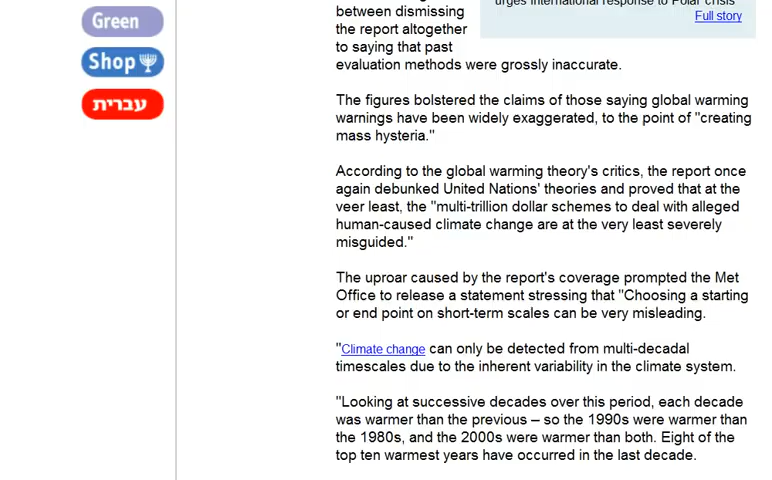 urges international response to Polar crisis"
Full story
Green
Shop
עברית
between dismissing
the report altogether
to saying that past
evaluation methods were grossly inaccurate.
The figures bolstered the claims of those saying global warming
warnings have been widely exaggerated, to the point of "creating
mass hysteria."
According to the global warming theory's critics, the report once
again debunked United Nations' theories and proved that at the
veer least, the "multi-trillion dollar schemes to deal with alleged
human-caused climate change are at the very least severely
misguided."
The uproar caused by the report's coverage prompted the Met
Office to release a statement stressing that "Choosing a starting
or end point on short-term scales can be very misleading.
"Climate change can only be detected from multi-decadal
timescales due to the inherent variability in the climate system.
"Looking at successive decades over this period, each decade
was warmer than the previous – so the 1990s were warmer than
the 1980s, and the 2000s were warmer than both. Eight of the
top ten warmest years have occurred in the last decade.